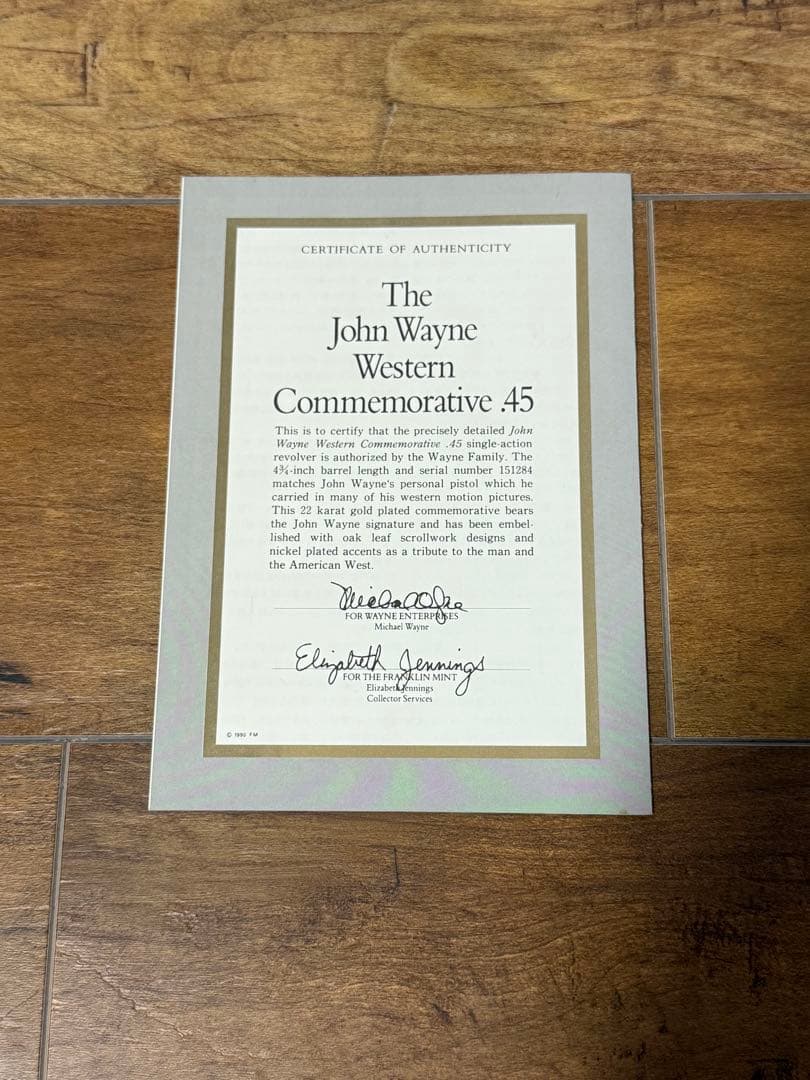 CERTIFICATE OF AUTHENTICITY
The
John Wayne
Western
Commemorative .45
This is to certify that the precisely detailed John
Wayne Western Commemorative .45 single-action
revolver is authorized by the Wayne Family. The
4¾-inch barrel length and serial number 151284
matches John Wayne's personal pistol which he
carried in many of his western motion pictures.
This 22 karat gold plated commemorative bears
the John Wayne signature and has been embel-
lished with oak leaf scrollwork designs and
nickel plated accents as a tribute to the man and
the American West.
FOR WAYNE ENTERPRISES
Michael Wayne
Elizabeth Jennings
FOR THE FRANKLIN MINT
Elizabeth Jennings
Collector Services
© 1990 FM